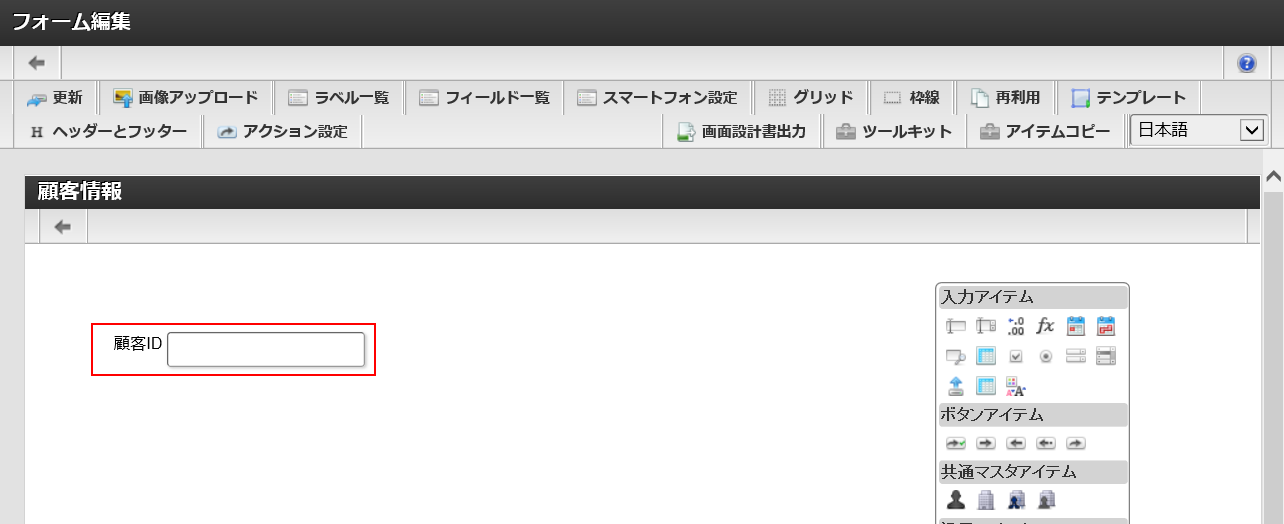 フォーム編集
更新 画像アップロード ラベル一覧 フィールド一覧 スマートフォン設定 グリッド 枠線 再利用 テンプレート
H ヘッダーとフッター アクション設定 画面設計書出力 ツールキット アイテムコピー 日本語
顧客情報
入力アイテム
顧客ID
ボタンアイテム
共通マスタアイテム